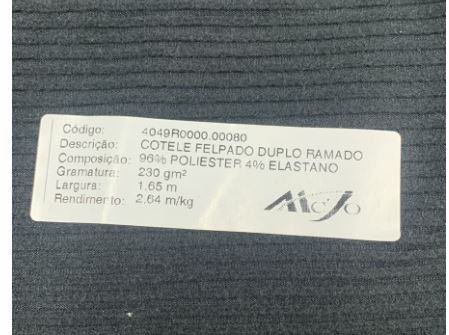 Código: 4049R0000.00080
Descrição: COTELE FELPADO DUPLO RAMADO
Composição: 96% POLIESTER 4% ELASTANO
Gramatura: 230 gm²
Largura: 1.65 m
Rendimento: 2,64 m/kg